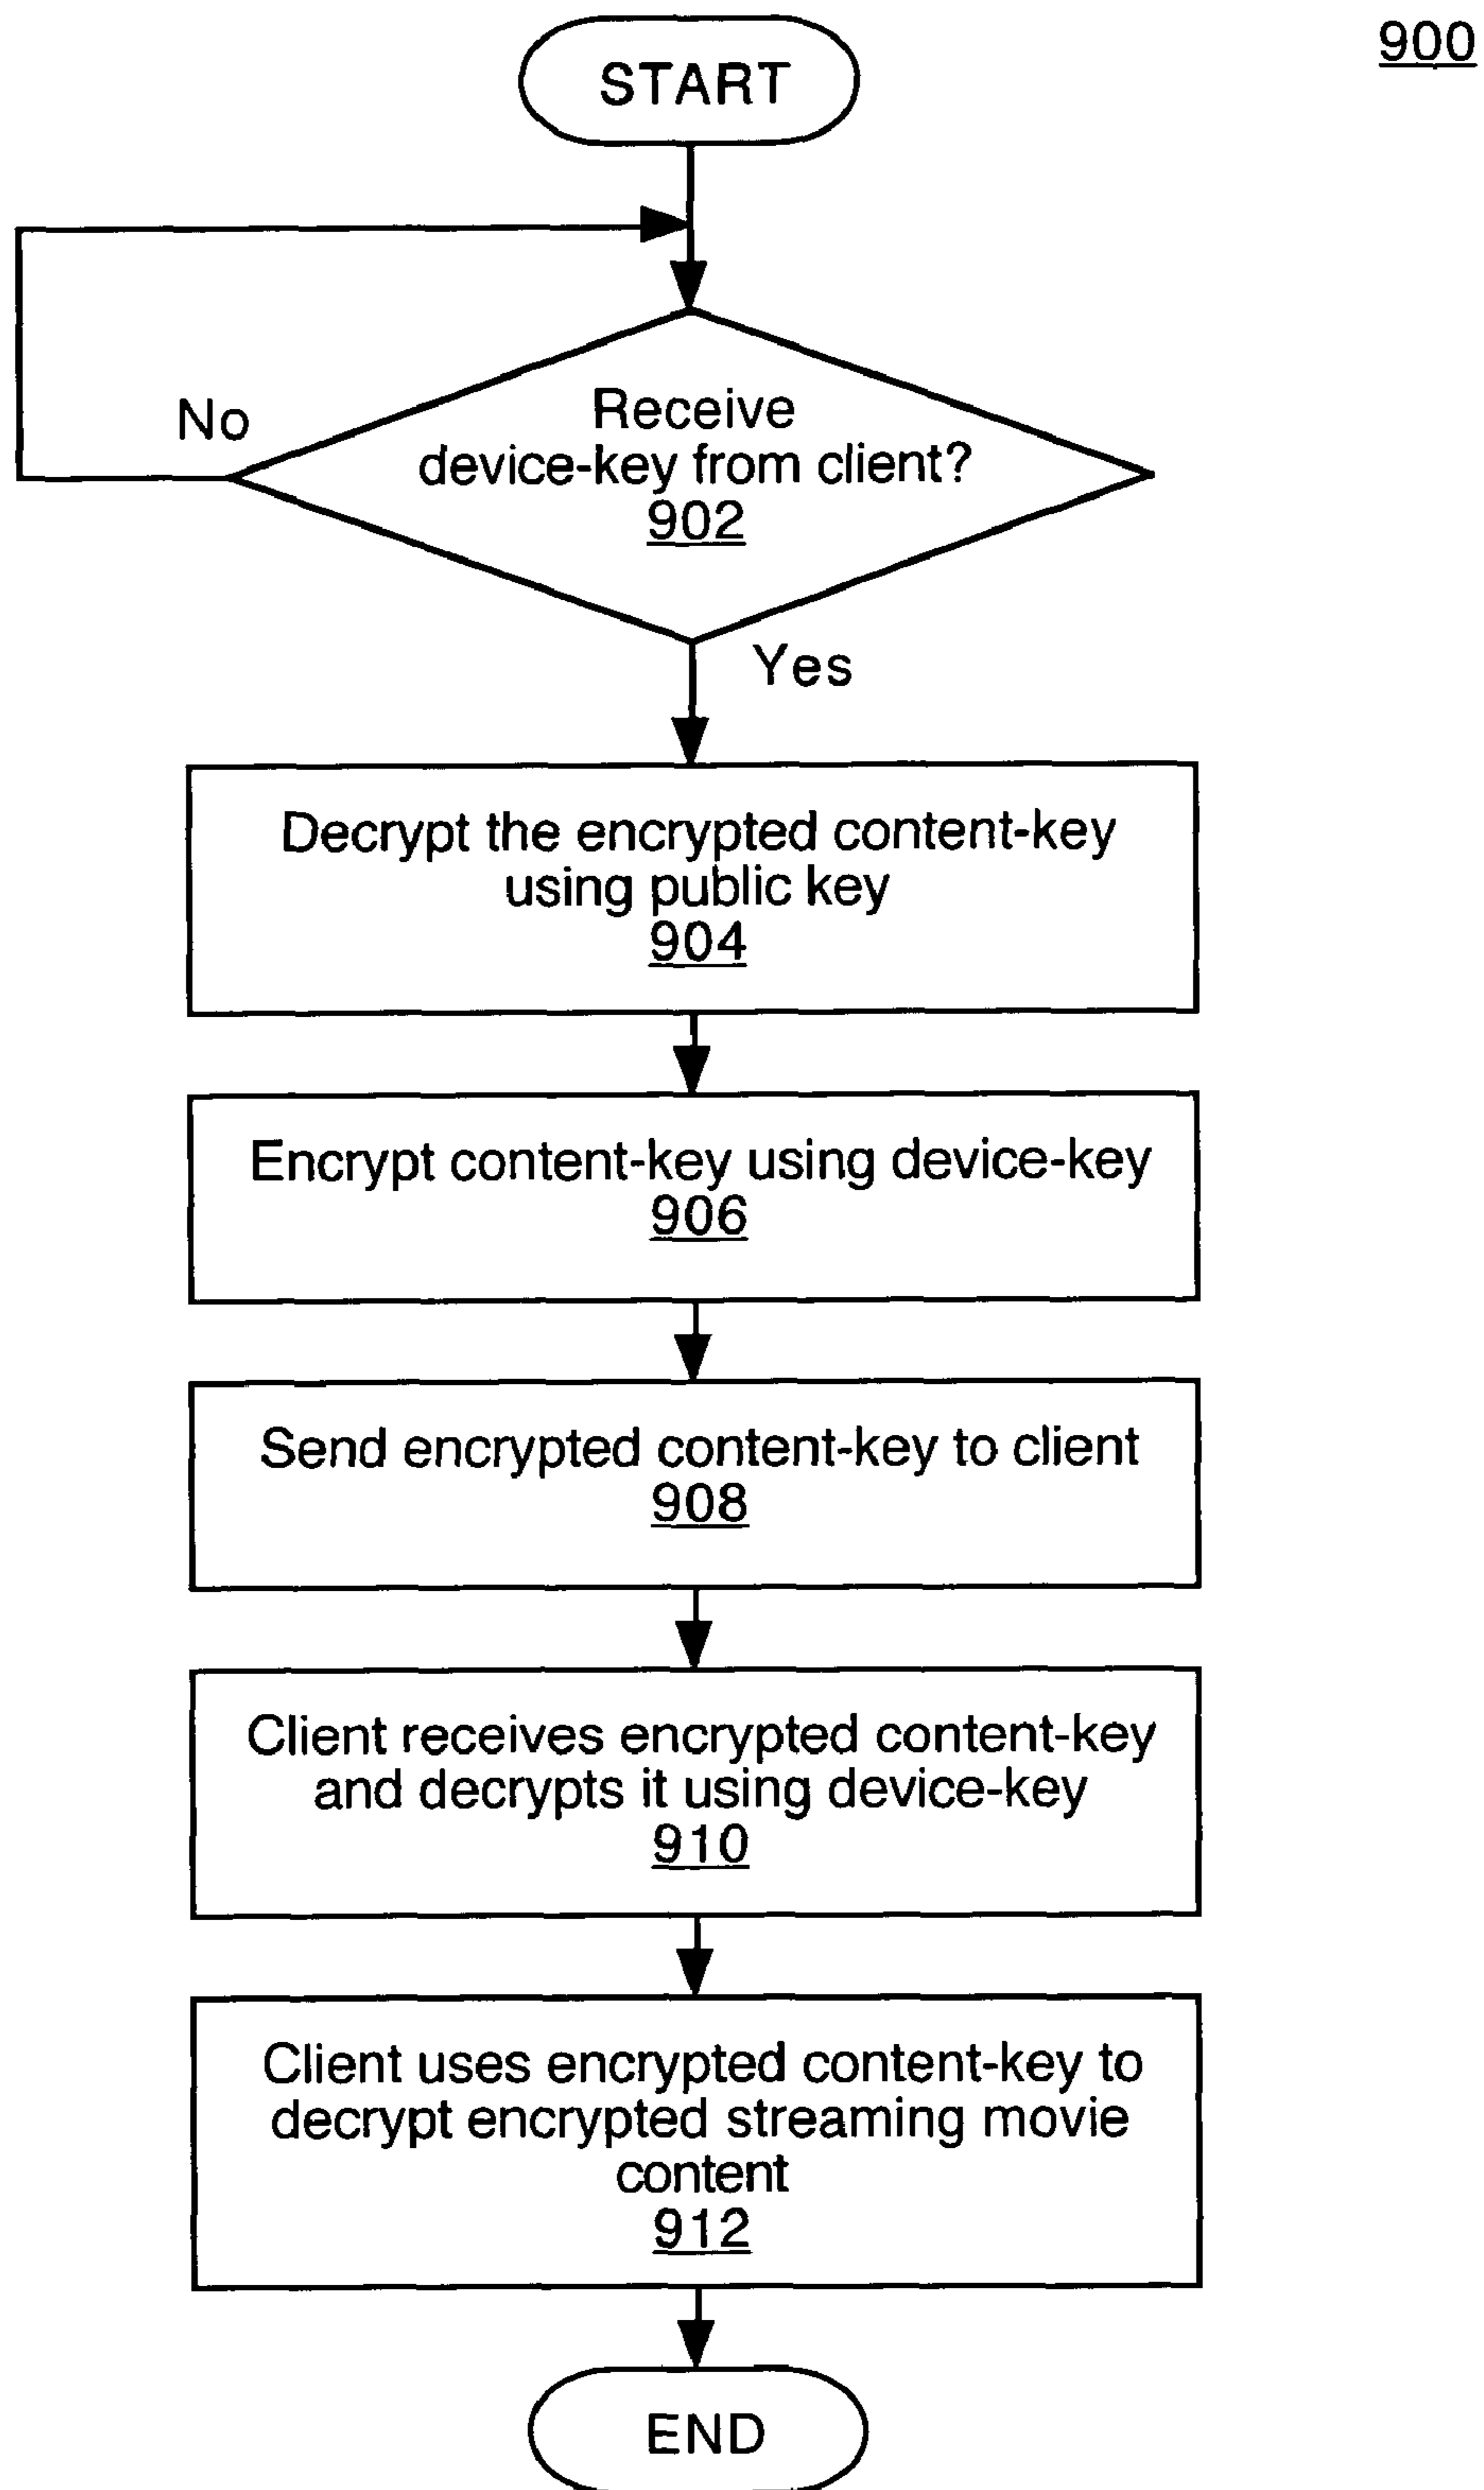 900
START
No
Receive
device-key from client?
902
Yes
Decrypt the encrypted content-key
using public key
904
Encrypt content-key using device-key
906
Send encrypted content-key to client
908
Client receives encrypted content-key
and decrypts it using device-key
910
Client uses encrypted content-key to
decrypt encrypted streaming movie
content
912
END